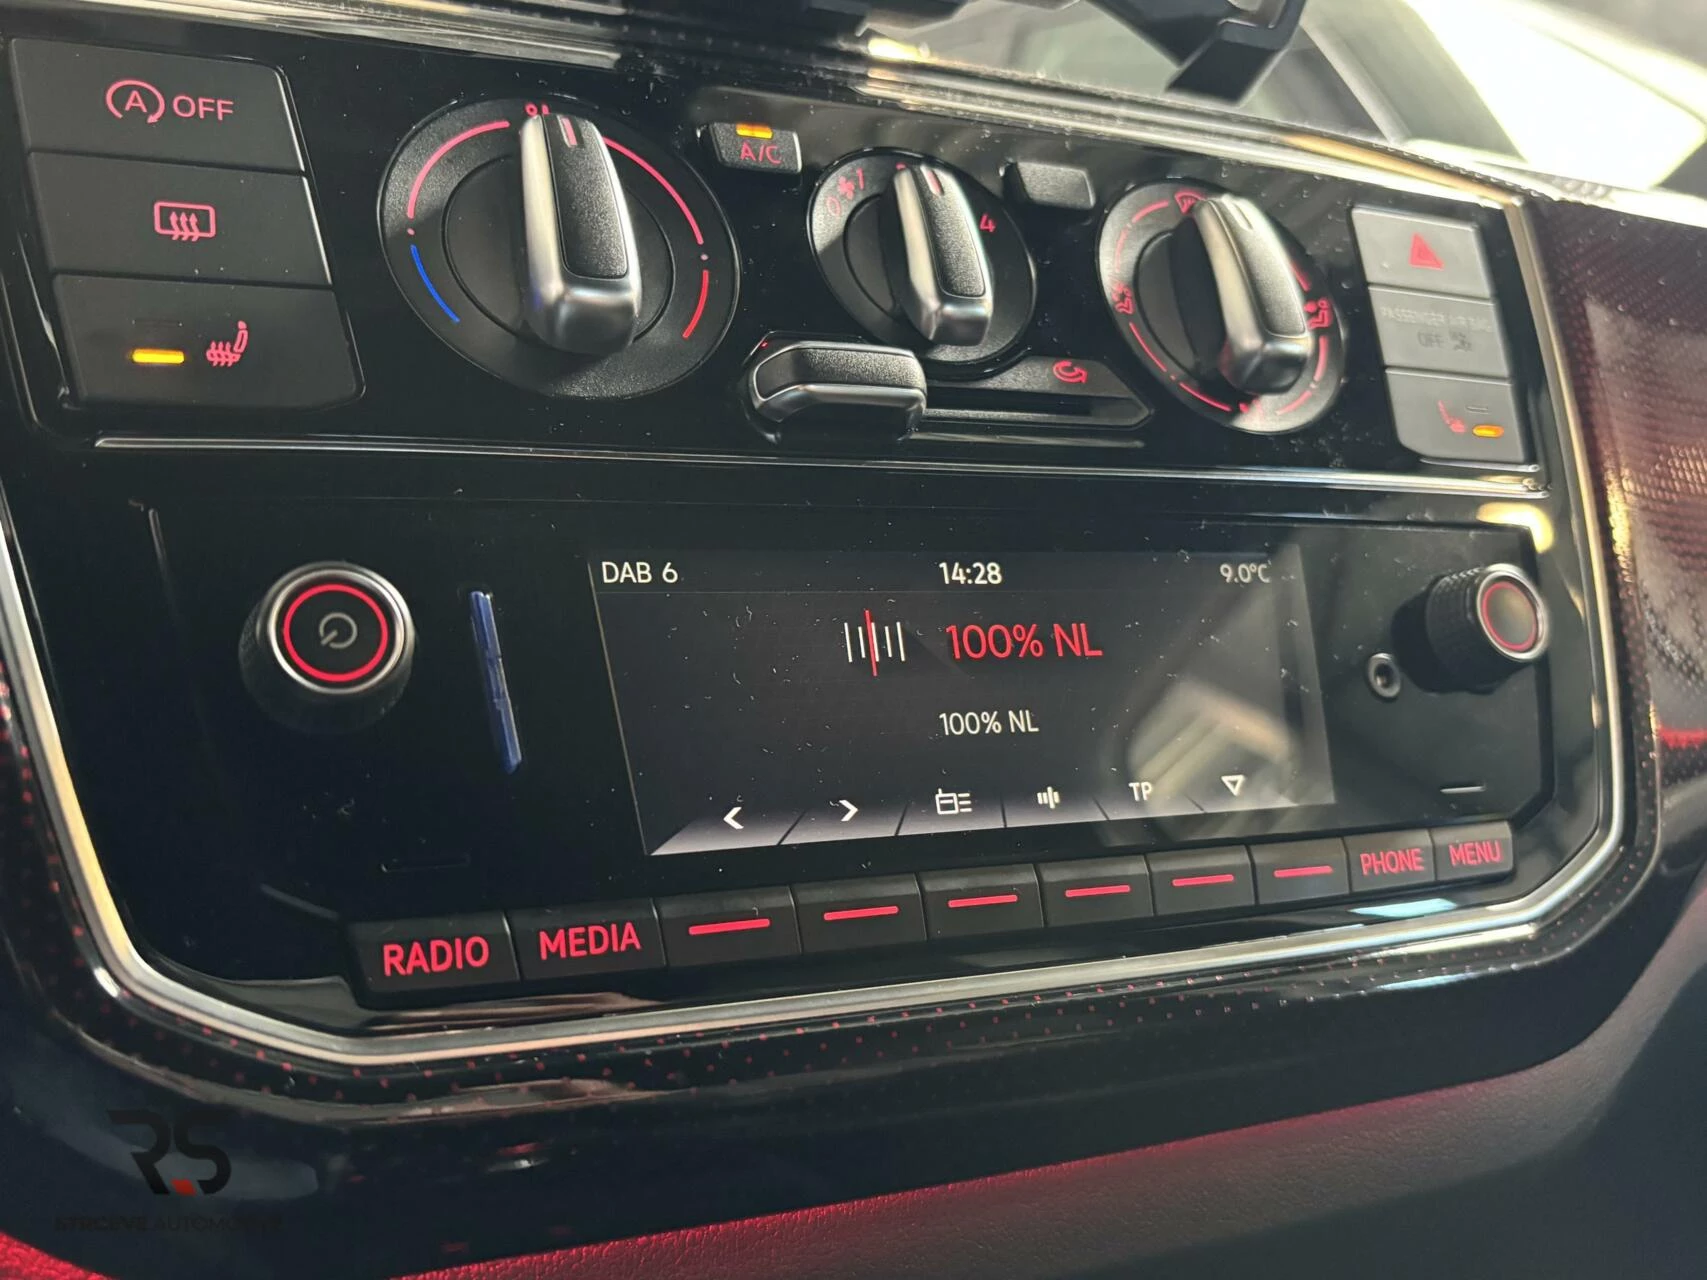 A OFF
A/C
1
4
PASSENGER AIR BAG
OFF
DAB 6 14:28 9.0°C
100% NL
100% NL
TP
RADIO MEDIA PHONE MENU
RS